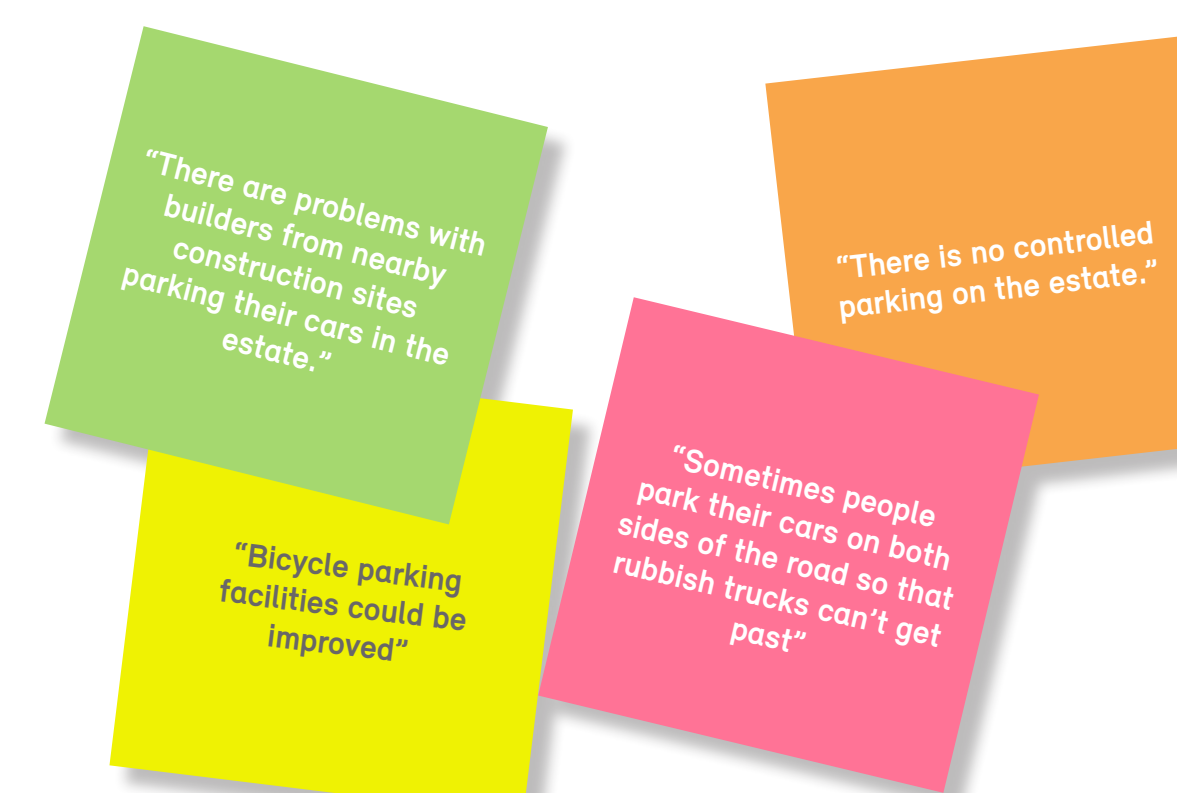 “There are problems with
builders from nearby
construction sites
parking their cars in the
estate.”
“There is no controlled
parking on the estate.”
“Bicycle parking
facilities could be
improved”
“Sometimes people
park their cars on both
sides of the road so that
rubbish trucks can’t get
past”